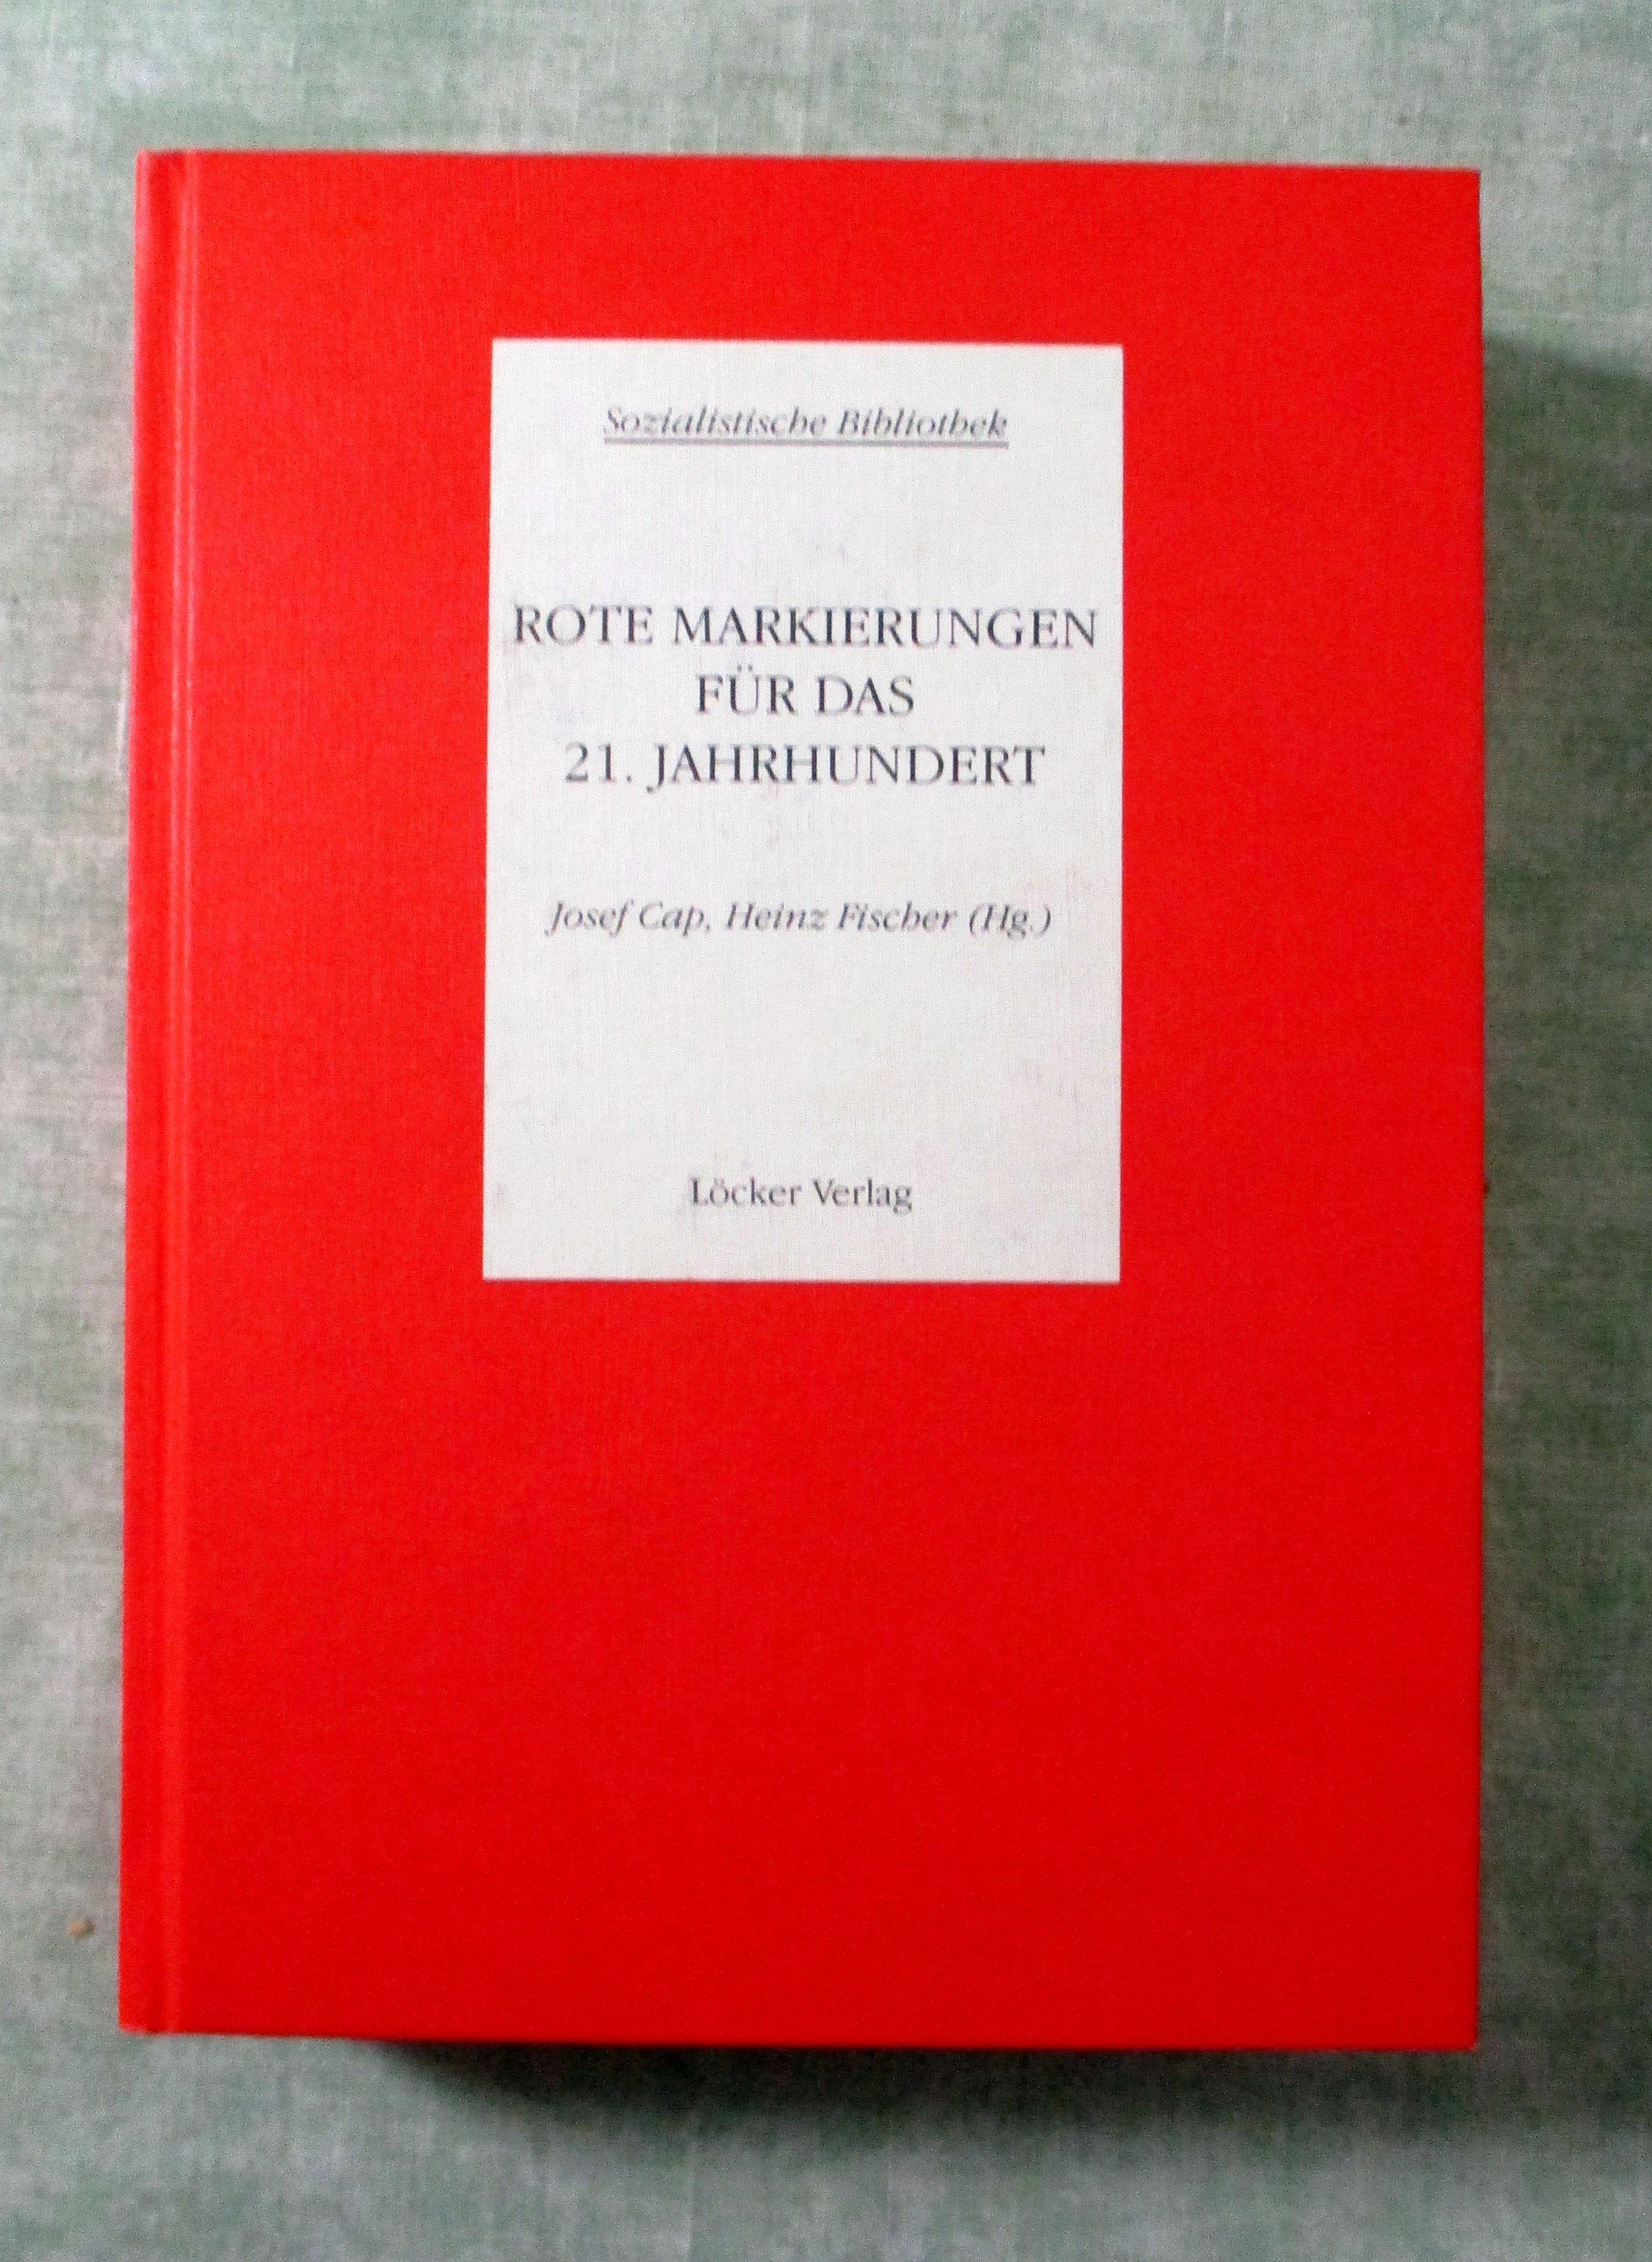 Sozialistische Bibliothek
ROTE MARKIERUNGEN
FÜR DAS
21. JAHRHUNDERT
Josef Cap, Heinz Fischer (Hg.)
Löcker Verlag